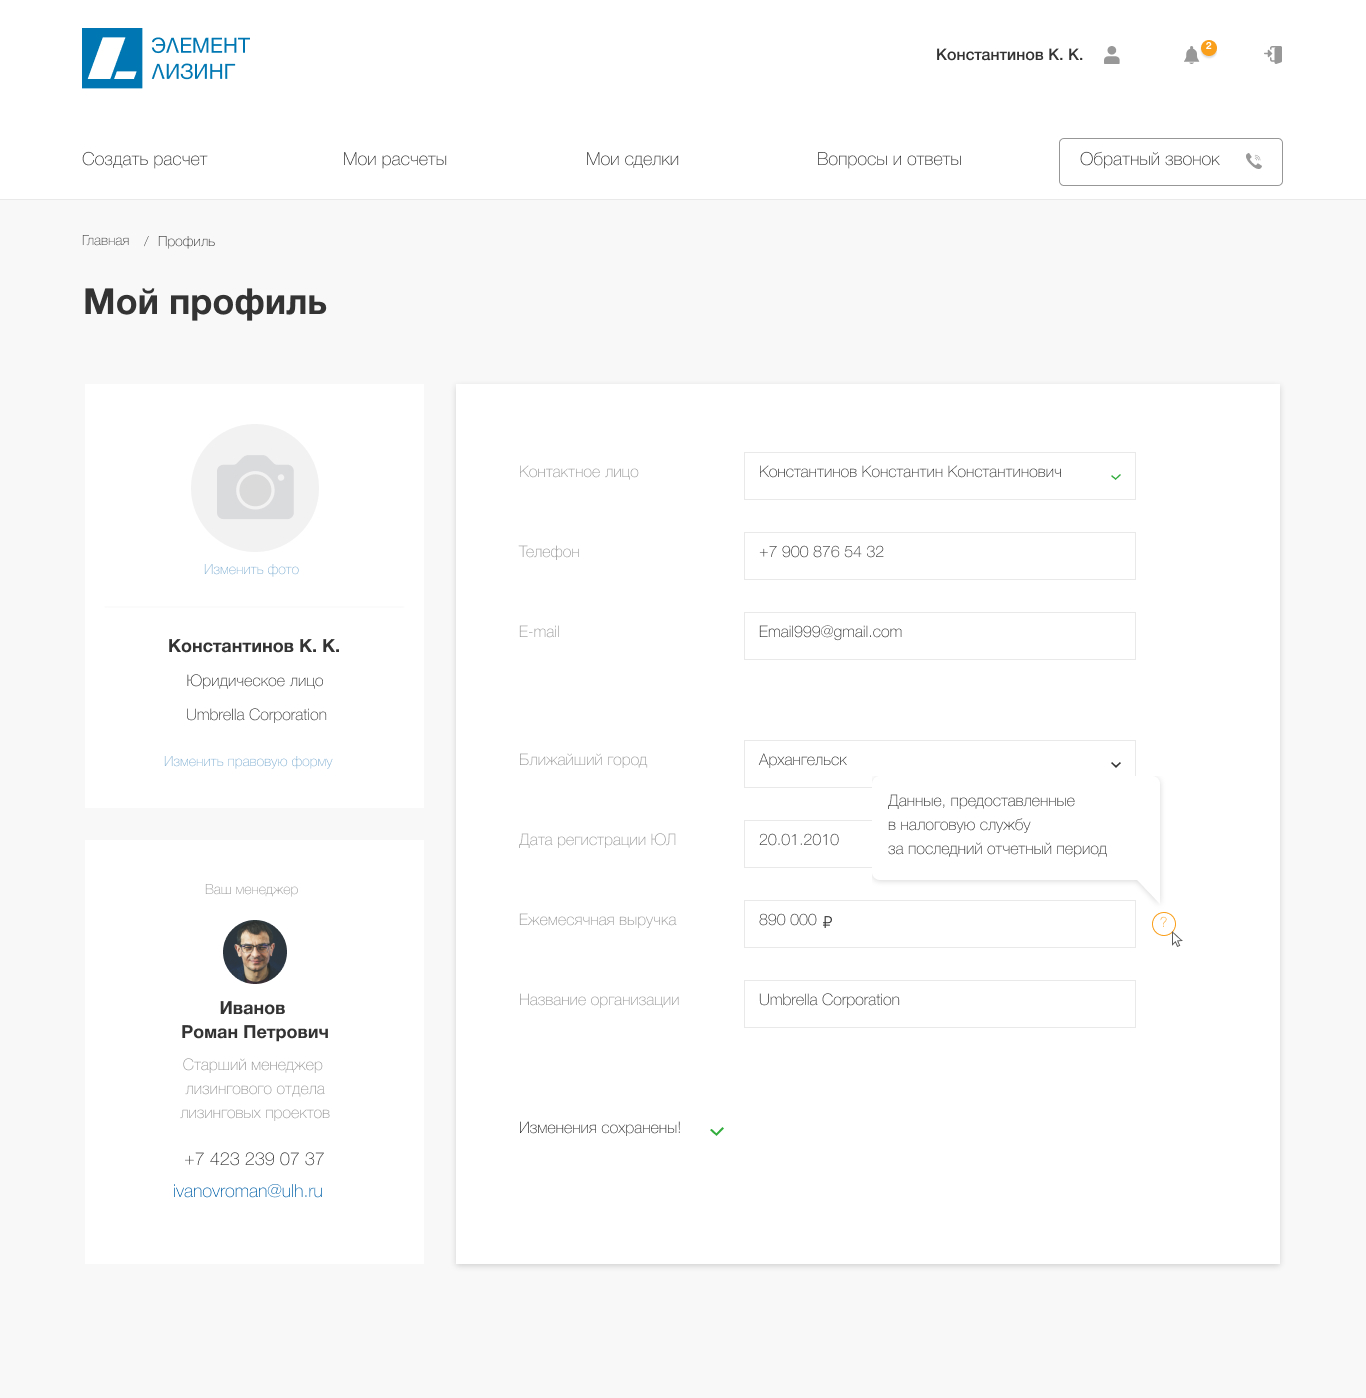 ЭЛЕМЕНТ
ЛИЗИНГ
Константинов К. К.
2
Создать расчет
Мои расчеты
Мои сделки
Вопросы и ответы
Обратный звонок
Главная / Профиль
Мой профиль
Изменить фото
Константинов К. К.
Юридическое лицо
Umbrella Corporation
Изменить правовую форму
Ваш менеджер
Иванов
Роман Петрович
Старший менеджер
лизингового отдела
лизинговых проектов
+7 423 239 07 37
ivanovroman@ulh.ru
Контактное лицо
Константинов Константин Константинович
Телефон
+7 900 876 54 32
E-mail
Email999@gmail.com
Ближайший город
Архангельск
Данные, предоставленные
в налоговую службу
за последний отчетный период
Дата регистрации ЮЛ
20.01.2010
Ежемесячная выручка
890 000 ₽
?
Название организации
Umbrella Corporation
Изменения сохранены!